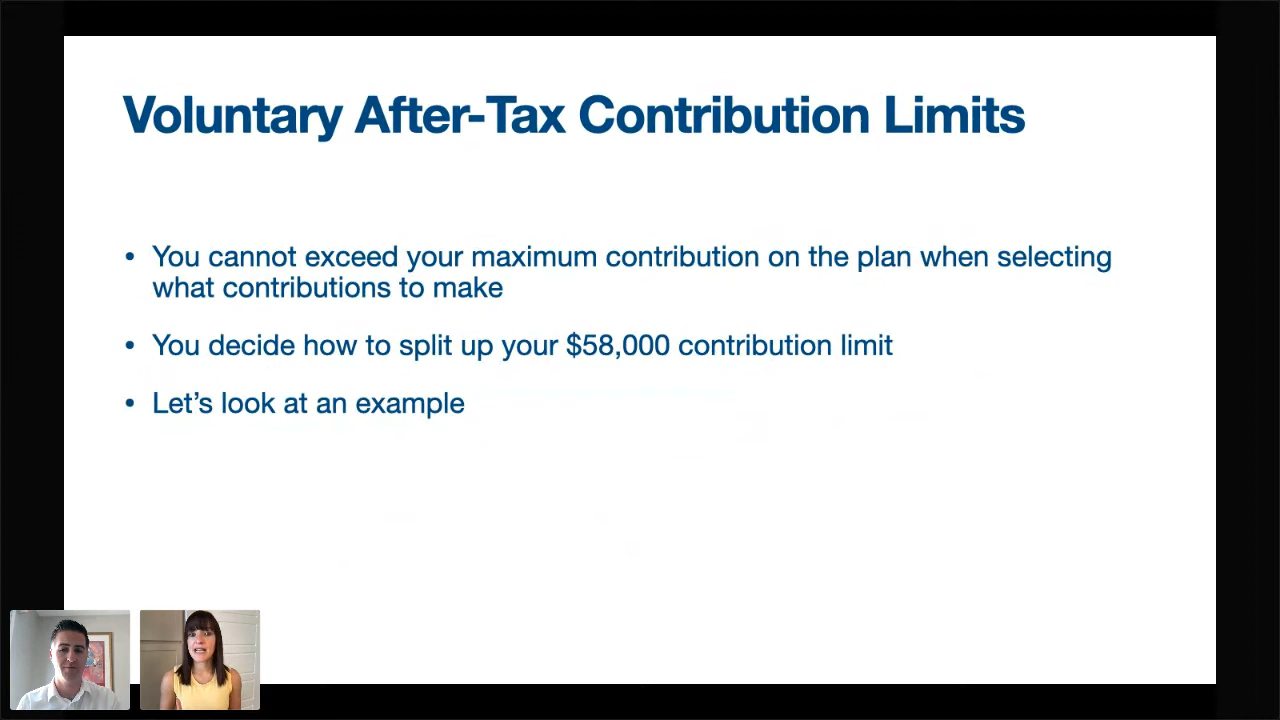 Voluntary After-Tax Contribution Limits
• You cannot exceed your maximum contribution on the plan when selecting
what contributions to make
• You decide how to split up your $58,000 contribution limit
• Let’s look at an example